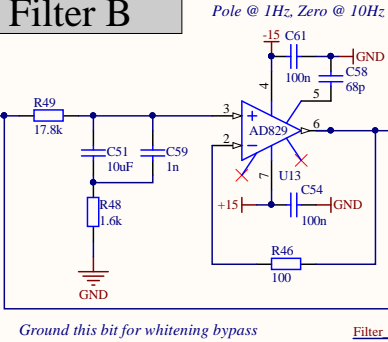 Filter B
Pole @ 1Hz, Zero @ 10Hz
-15
C61
100n
GND
C58
68p
4
5
R49
17.8k
3
2
AD829
6
C51
10uF
C59
1n
U13
7
C54
100n
+15
GND
R48
1.6k
R46
100
GND
Ground this bit for whitening bypass
Filter_